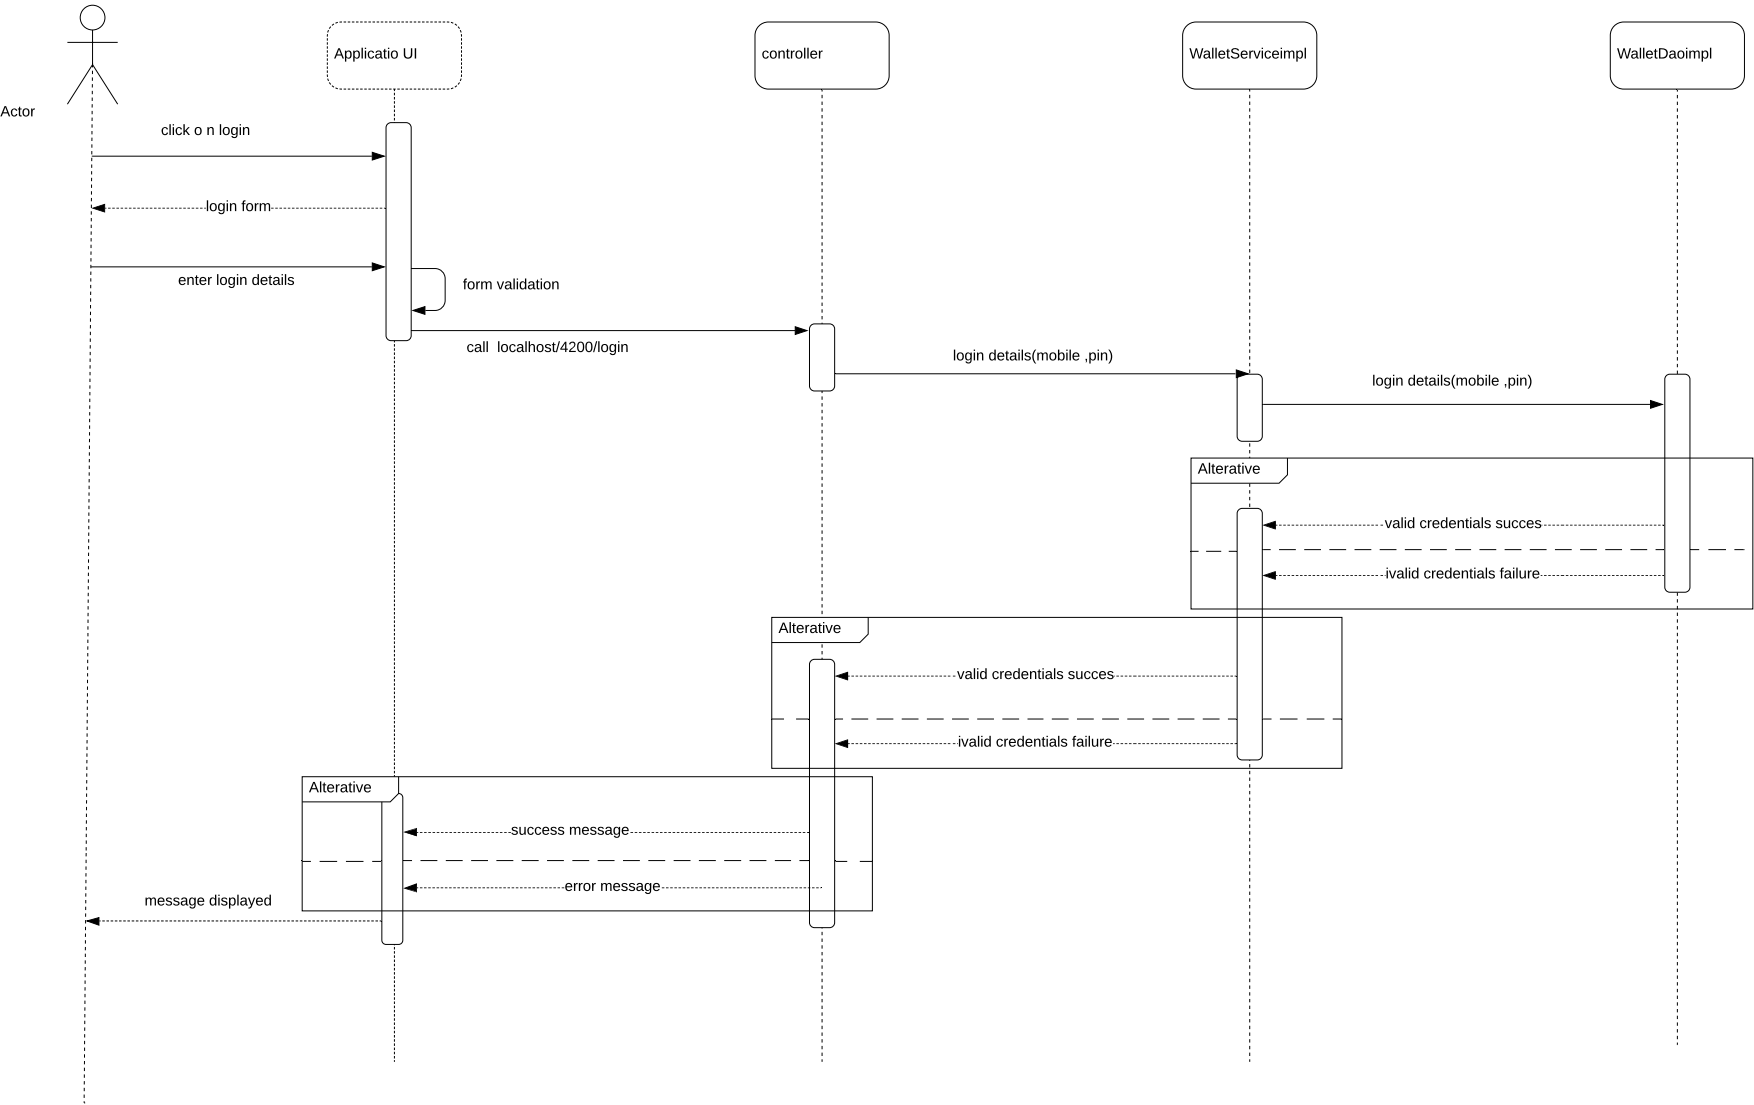 Applicatio UI
controller
WalletServiceimpl
WalletDaoimpl
Actor
click o n login
login form
enter login details
form validation
call  localhost/4200/login
login details(mobile ,pin)
login details(mobile ,pin)
Alterative
valid credentials succes
ivalid credentials failure
Alterative
valid credentials succes
ivalid credentials failure
Alterative
success message
error message
message displayed